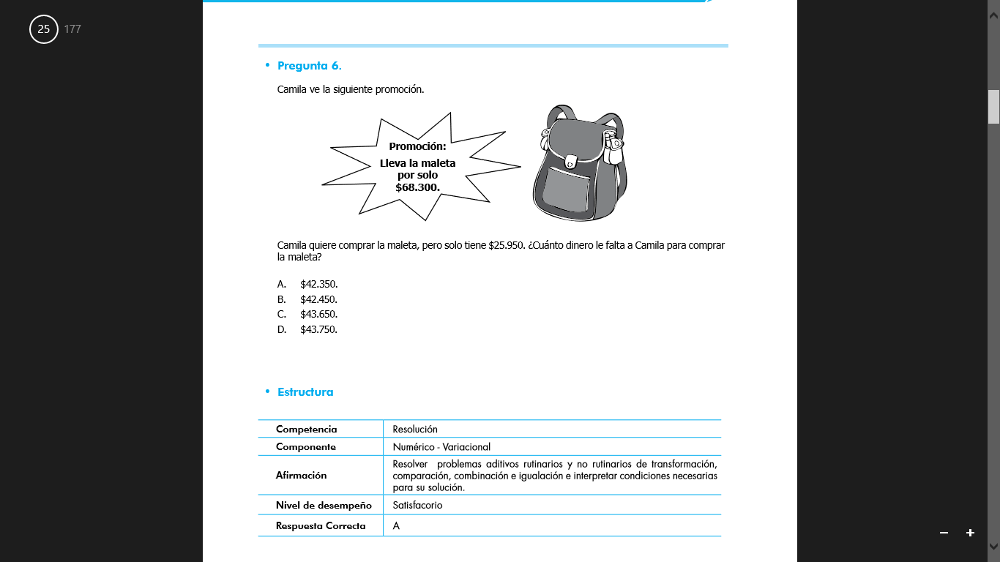 25 177
• Pregunta 6.
Camila ve la siguiente promoción.
Promoción:
Lleva la maleta
por solo
$68.300.
Camila quiere comprar la maleta, pero solo tiene $25.950. ¿Cuánto dinero le falta a Camila para comprar
la maleta?
A. $42.350.
B. $42.450.
C. $43.650.
D. $43.750.
• Estructura
Competencia Resolución
Componente Numérico - Variacional
Afirmación Resolver problemas aditivos rutinarios y no rutinarios de transformación,
comparación, combinación e igualación e interpretar condiciones necesarias
para su solución.
Nivel de desempeño Satisfacorio
Respuesta Correcta A